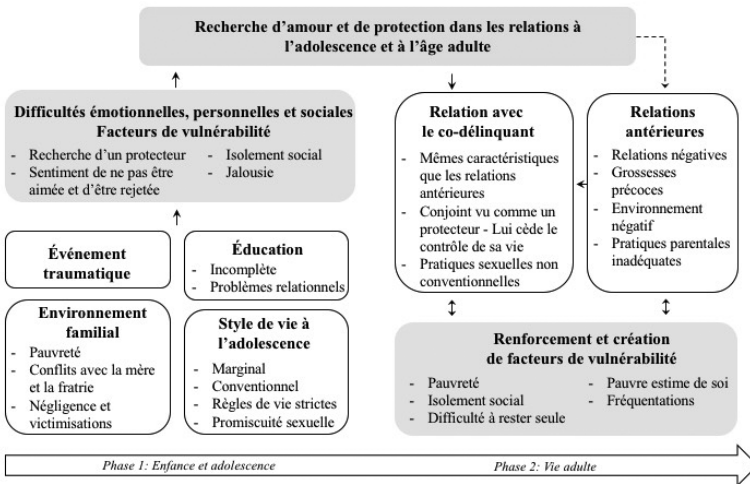 Recherche d'amour et de protection dans les relations à
l'adolescence et à l'âge adulte
Difficultés émotionnelles, personnelles et sociales
Facteurs de vulnérabilité
- Recherche d'un protecteur
- Sentiment de ne pas être
aimée et d'être rejetée
- Isolement social
- Jalousie
Événement
traumatique
Éducation
- Incomplète
- Problèmes relationnels
Environnement
familial
- Pauvreté
- Conflits avec la mère
et la fratrie
- Négligence et
victimisations
Style de vie à
l'adolescence
- Marginal
- Conventionnel
- Règles de vie strictes
- Promiscuité sexuelle
Relation avec
le co-délinquant
- Mêmes caractéristiques
que les relations
antérieures
- Conjoint vu comme un
protecteur - Lui cède le
contrôle de sa vie
- Pratiques sexuelles non
conventionnelles
Relations
antérieures
- Relations négatives
- Grossesses
précoces
- Environnement
négatif
- Pratiques parentales
inadéquates
Renforcement et création
de facteurs de vulnérabilité
- Pauvreté
- Isolement social
- Difficulté à rester seule
- Pauvre estime de soi
- Fréquentations
Phase 1: Enfance et adolescence
Phase 2: Vie adulte